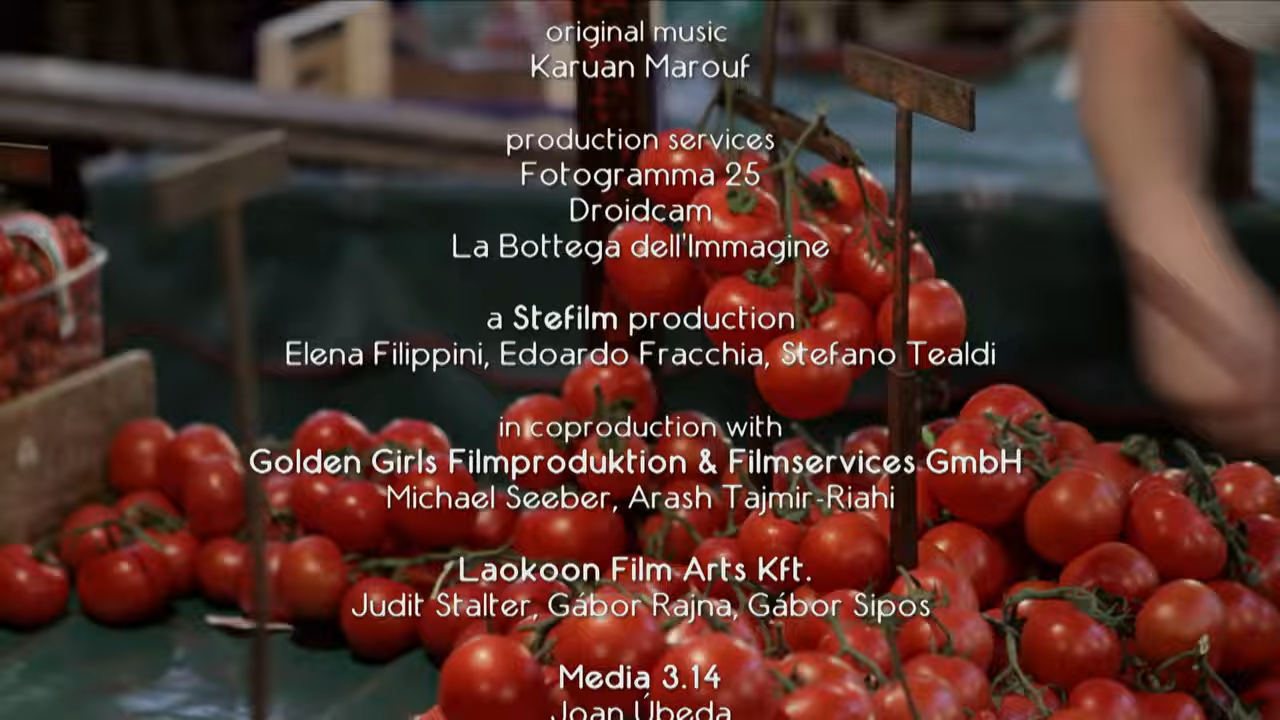 original music
Karuan Marouf
production services
Fotogramma 25
Droidcam
La Bottega dell'Immagine
a Stefilm production
Elena Filippini, Edoardo Fracchia, Stefano Tealdi
in coproduction with
Golden Girls Filmproduktion & Filmservices GmbH
Michael Seeber, Arash Tajmir-Riahi
Laokoon Film Arts Kft.
Judit Stalter, Gábor Rajna, Gábor Sipos
Media 3.14
Joan Úbeda